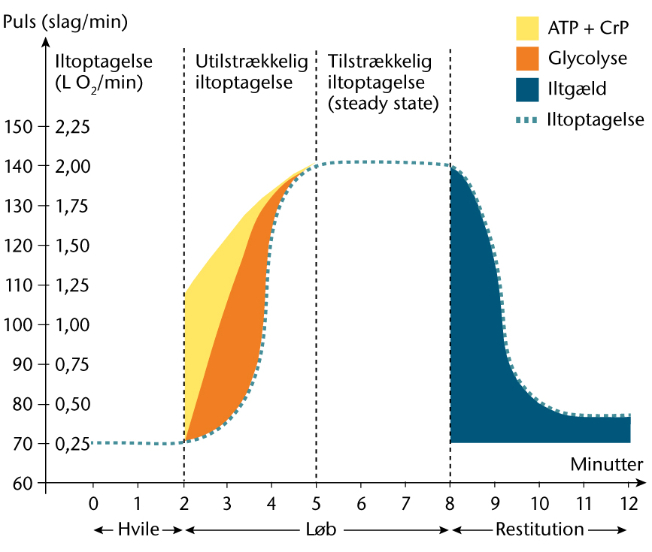 Puls (slag/min)
Iltoptagelse
(L O₂/min)
Utilstrækkelig
iltoptagelse
Tilstrækkelig
iltoptagelse
(steady state)
ATP + CrP
Glycolyse
Iltgæld
Iltoptagelse
150 2,25
140 2,00
130 1,75
120 1,50
110 1,25
100 1,00
90 0,75
80 0,50
70 0,25
60
Minutter
0 1 2 3 4 5 6 7 8 9 10 11 12
Hvile Løb Restitution